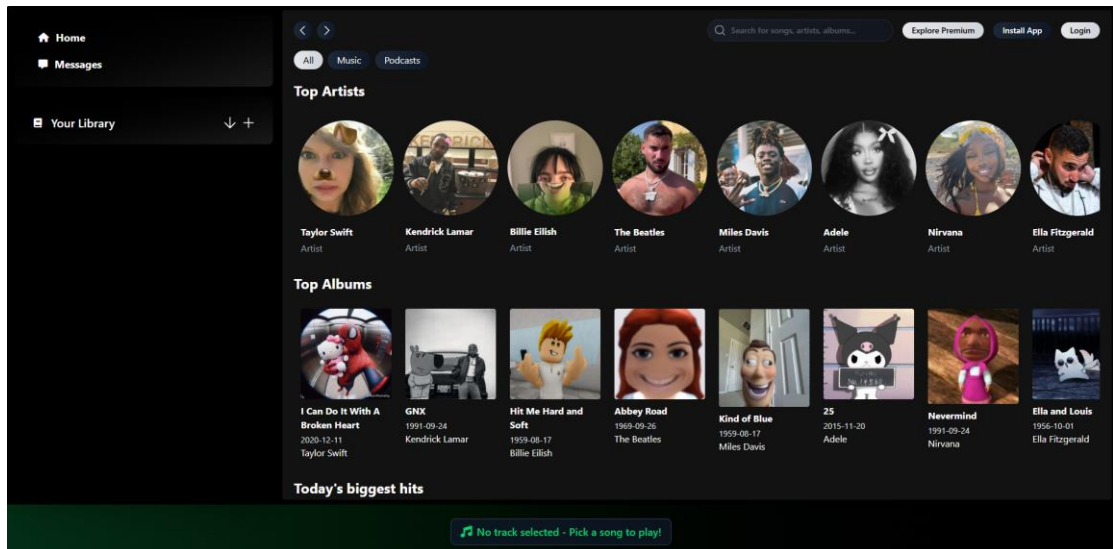 Home
Messages
Your Library
Search for songs, artists, albums...
Explore Premium
Install App
Login
All
Music
Podcasts
Top Artists
Taylor Swift
Artist
Kendrick Lamar
Artist
Billie Eilish
Artist
The Beatles
Artist
Miles Davis
Artist
Adele
Artist
Nirvana
Artist
Ella Fitzgerald
Artist
Top Albums
I Can Do It With A
Broken Heart
2020-12-11
Taylor Swift
GNX
1991-09-24
Kendrick Lamar
Hit Me Hard and
Soft
1959-08-17
Billie Eilish
Abbey Road
1969-09-26
The Beatles
Kind of Blue
1959-08-17
Miles Davis
25
2015-11-20
Adele
Nevermind
1991-09-24
Nirvana
Ella and Louis
1956-10-01
Ella Fitzgerald
Today's biggest hits
No track selected - Pick a song to play!